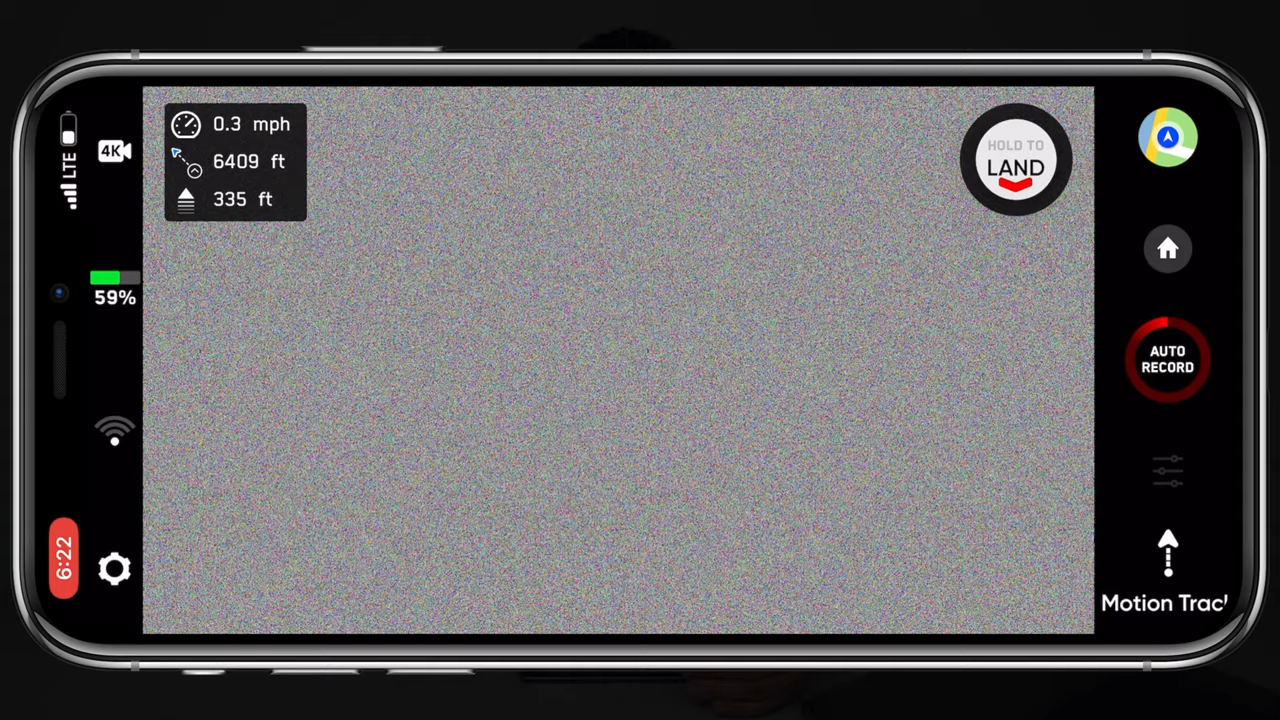 LTE
4K
59%
6:22
0.3 mph
6409 ft
335 ft
HOLD TO
LAND
AUTO
RECORD
Motion Trac